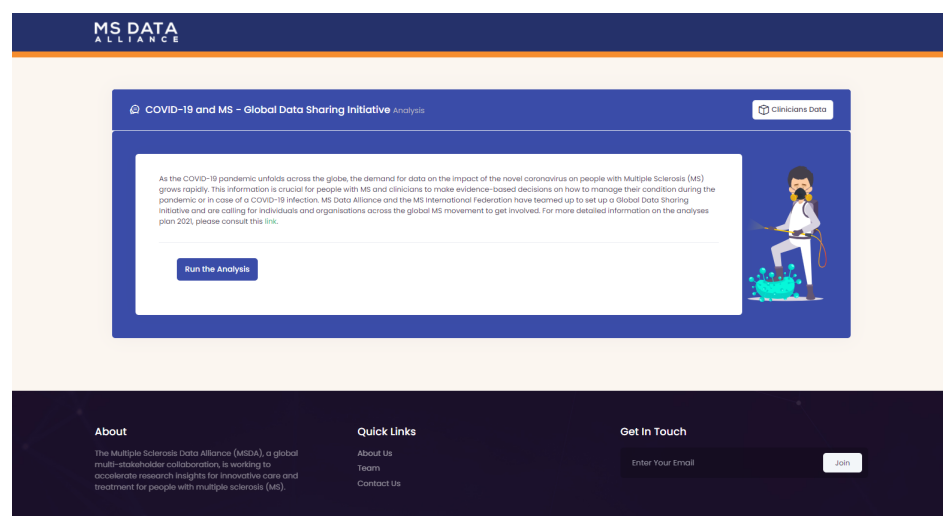 MS DATA
ALLIANCE
COVID-19 and MS - Global Data Sharing Initiative Analysis
Clinicians Data
As the COVID-19 pandemic unfolds across the globe, the demand for data on the impact of the novel coronavirus on people with Multiple Sclerosis (MS)
grows rapidly. This information is crucial for people with MS and clinicians to make evidence-based decisions on how to manage their condition during the
pandemic or in case of a COVID-19 infection. MS Data Alliance and the MS International Federation have teamed up to set up a Global Data Sharing
Initiative and are calling for individuals and organisations across the global MS movement to get involved. For more detailed information on the analyses
plan 2021, please consult this link.
Run the Analysis
About
The Multiple Sclerosis Data Alliance (MSDA), a global
multi-stakeholder collaboration, is working to
accelerate research insights for innovative care and
treatment for people with multiple sclerosis (MS).
Quick Links
About Us
Team
Contact Us
Get In Touch
Enter Your Email
Join